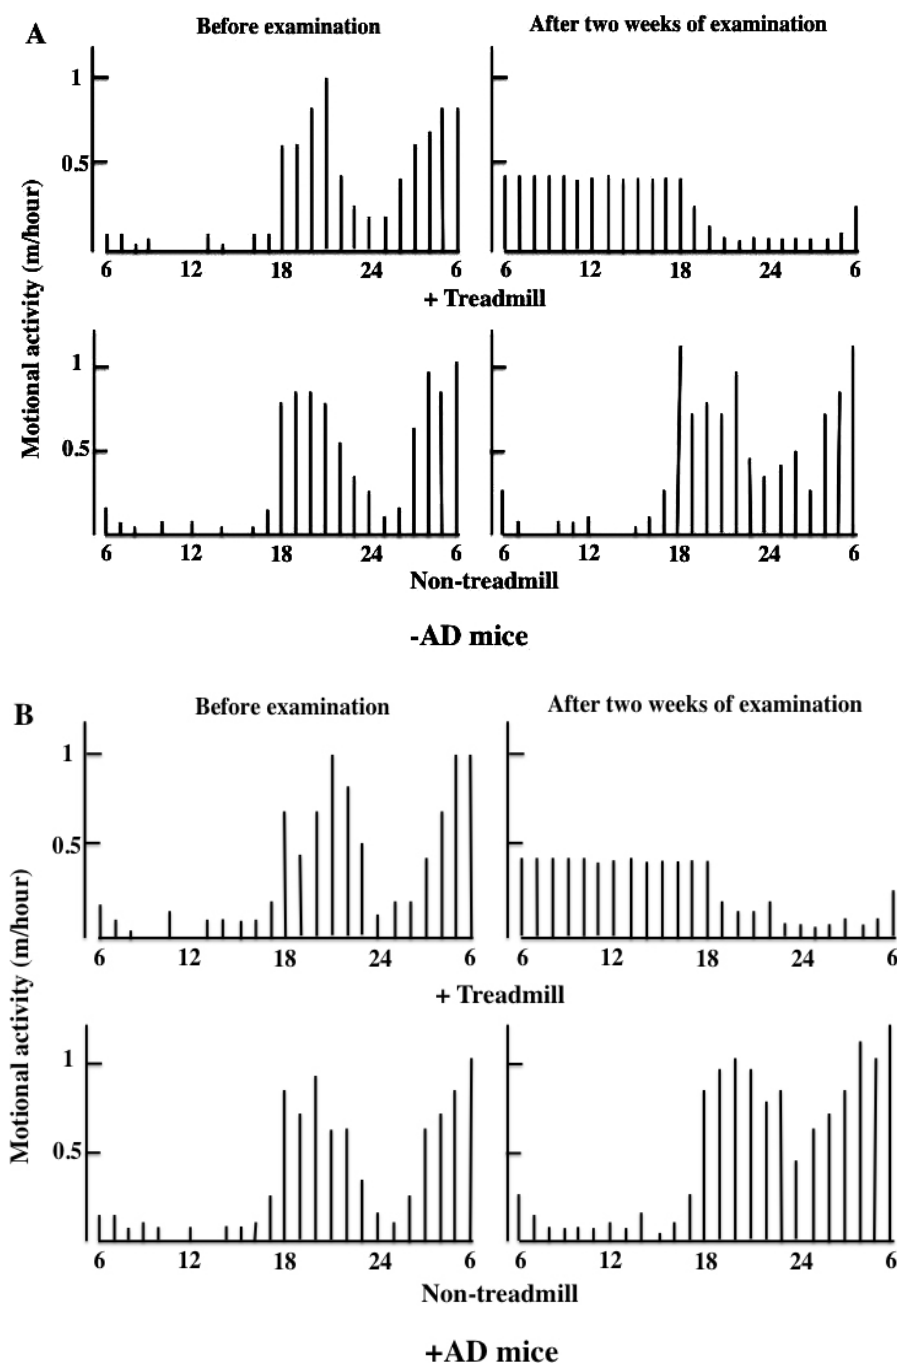 A
Before examination
After two weeks of examination
Motional activity (m/hour)
1
0.5
6 12 18 24 6
6 12 18 24 6
+ Treadmill
1
0.5
6 12 18 24 6
6 12 18 24 6
Non-treadmill
-AD mice
B
Before examination
After two weeks of examination
Motional activity (m/hour)
1
0.5
6 12 18 24 6
6 12 18 24 6
+ Treadmill
1
0.5
6 12 18 24 6
6 12 18 24 6
Non-treadmill
+AD mice